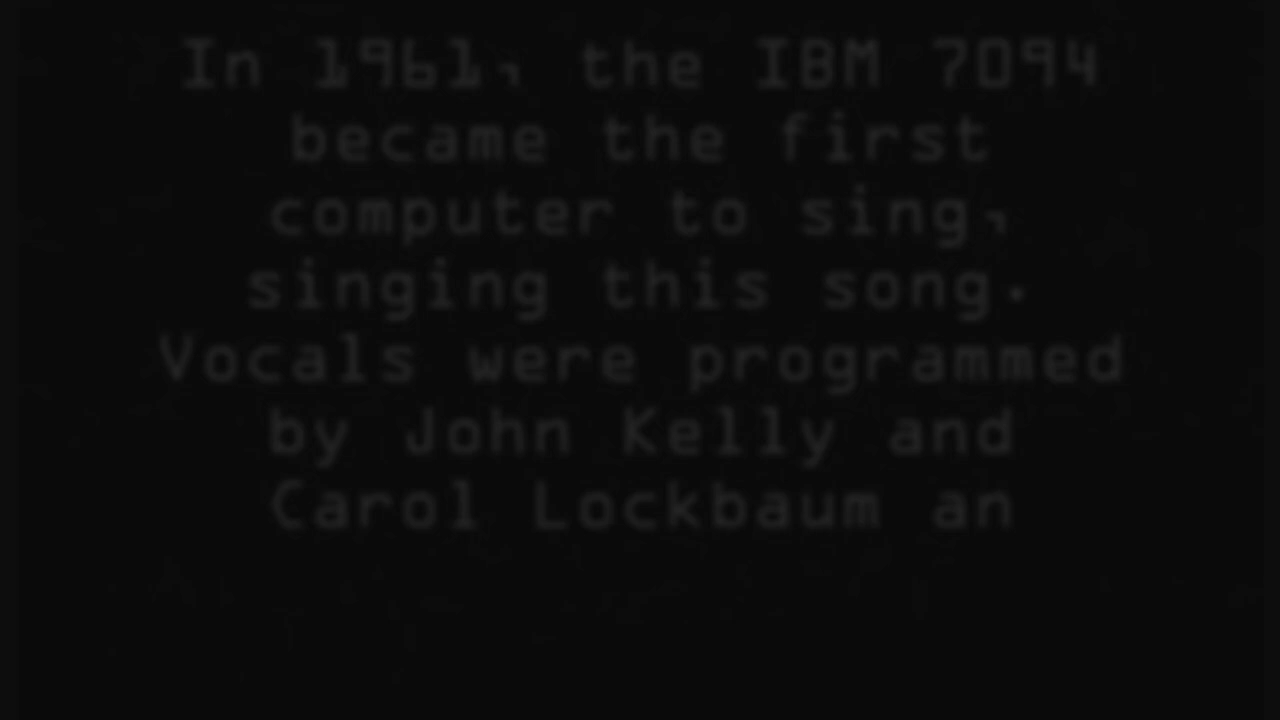 In 1961, the IBM 7094
became the first
computer to sing,
singing this song.
Vocals were programmed
by John Kelly and
Carol Lockbaum an